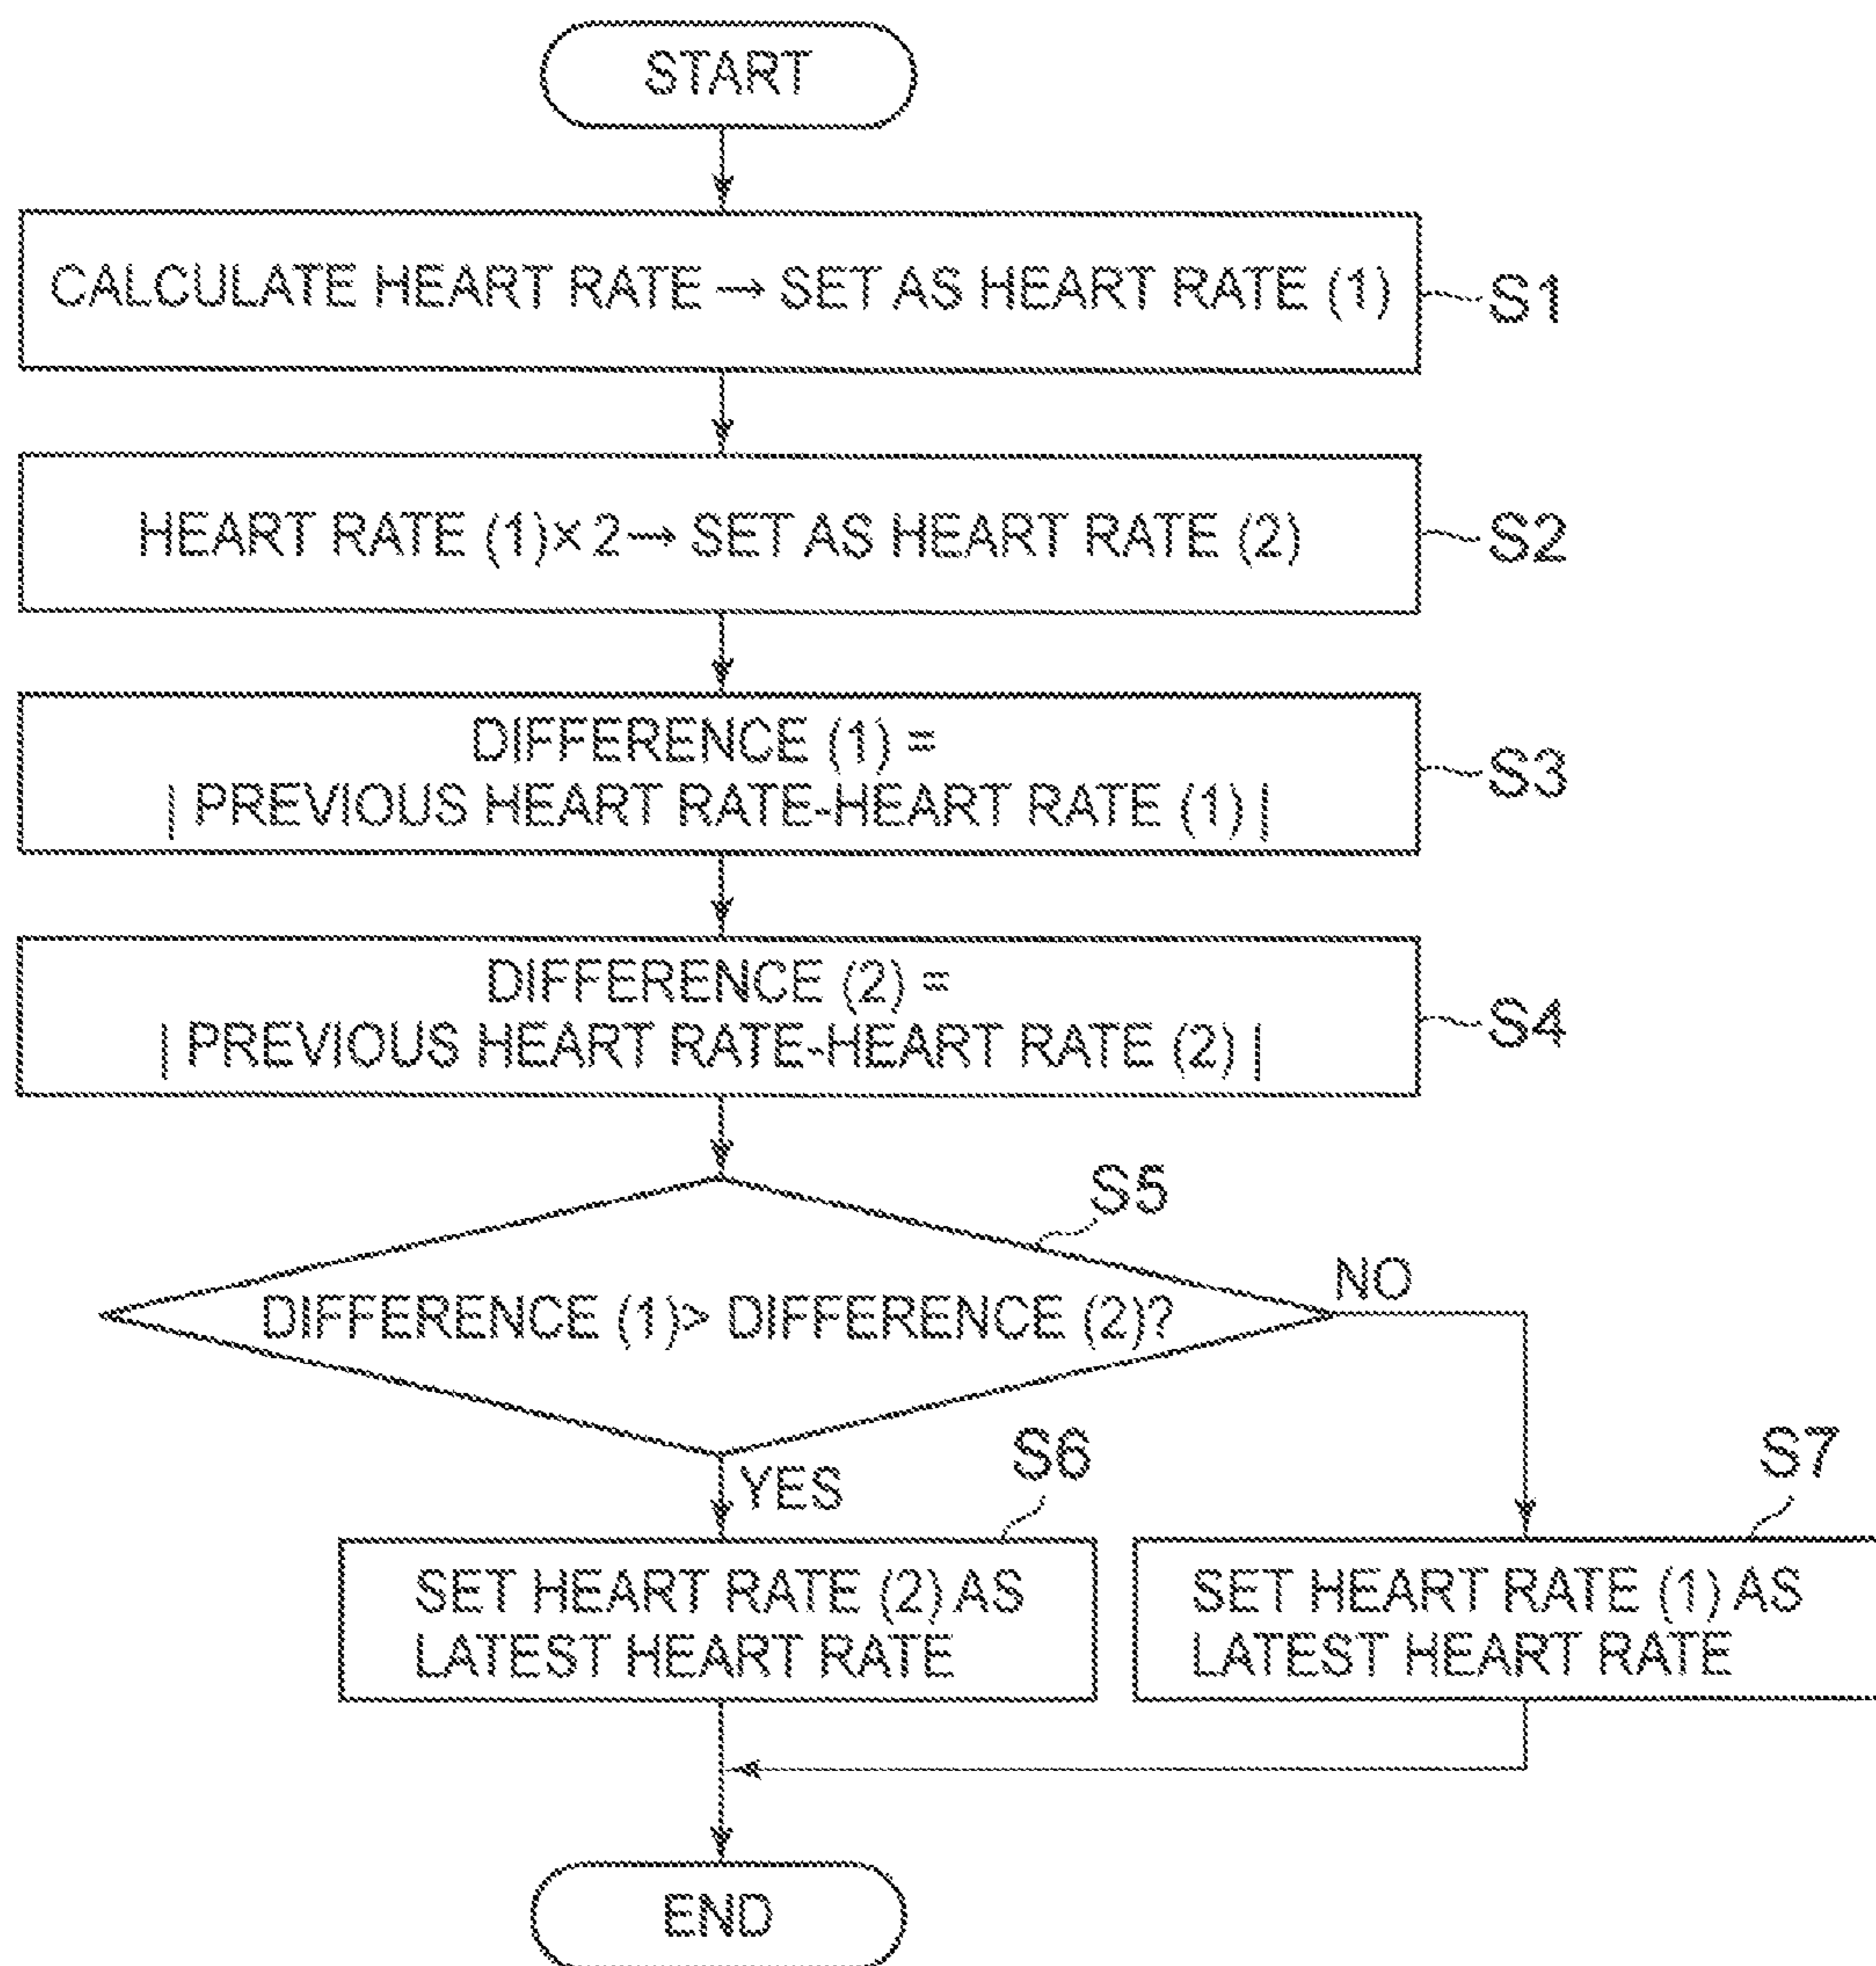 START
CALCULATE HEART RATE → SET AS HEART RATE (1)
S1
HEART RATE (1)× 2→ SET AS HEART RATE (2)
S2
DIFFERENCE (1) =
| PREVIOUS HEART RATE-HEART RATE (1) |
S3
DIFFERENCE (2) =
| PREVIOUS HEART RATE-HEART RATE (2) |
S4
S5
DIFFERENCE (1)> DIFFERENCE (2)?
NO
YES
S6
S7
SET HEART RATE (2) AS
LATEST HEART RATE
SET HEART RATE (1) AS
LATEST HEART RATE
END